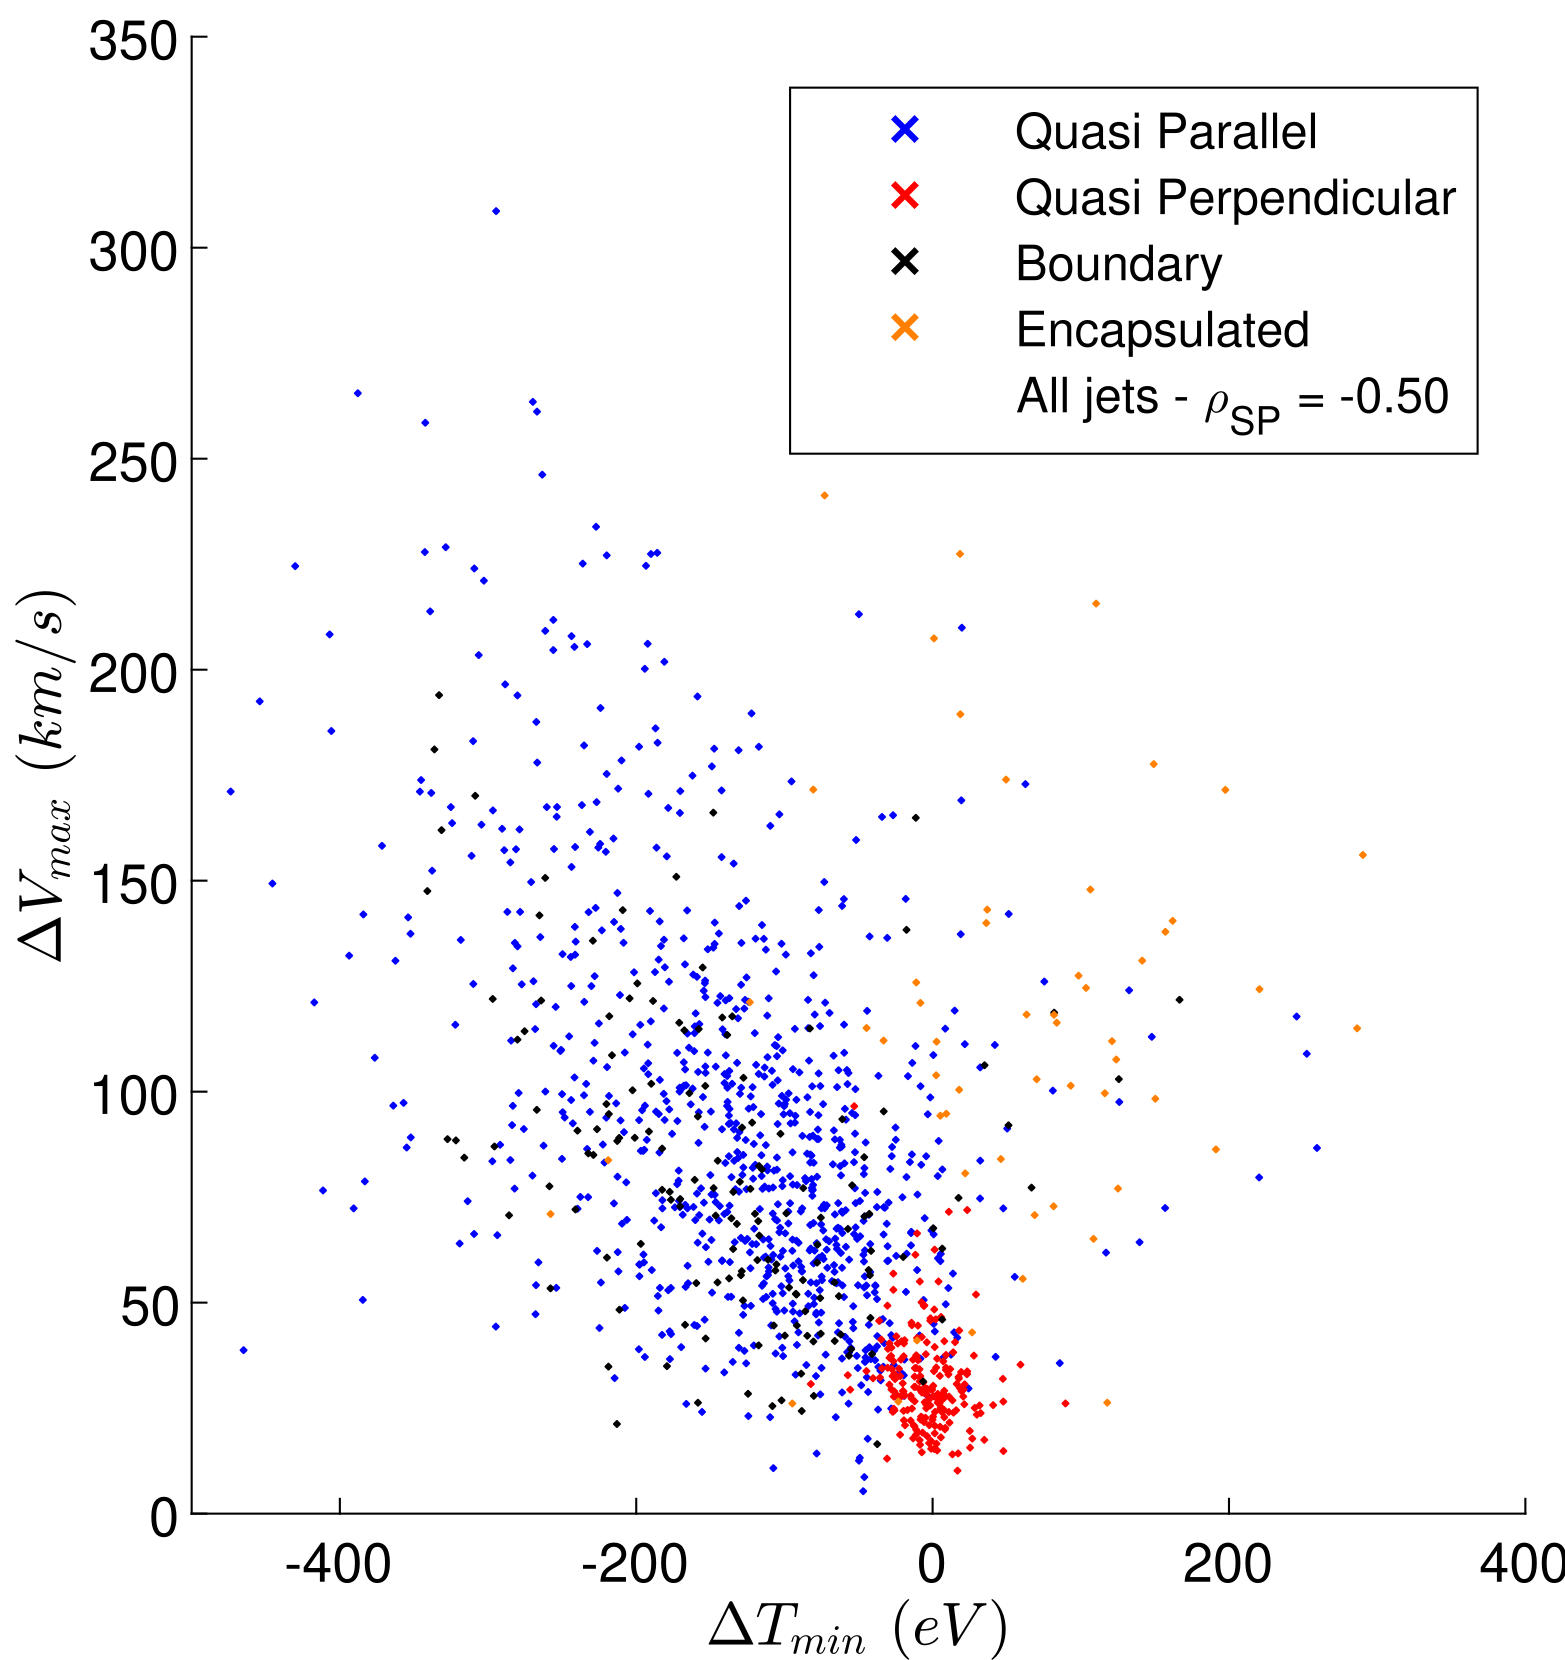 350
300
250
200
150
100
50
0
ΔV_max (km/s)
Quasi Parallel
Quasi Perpendicular
Boundary
Encapsulated
All jets - ρ_SP = -0.50
-400 -200 0 200 400
ΔT_min (eV)